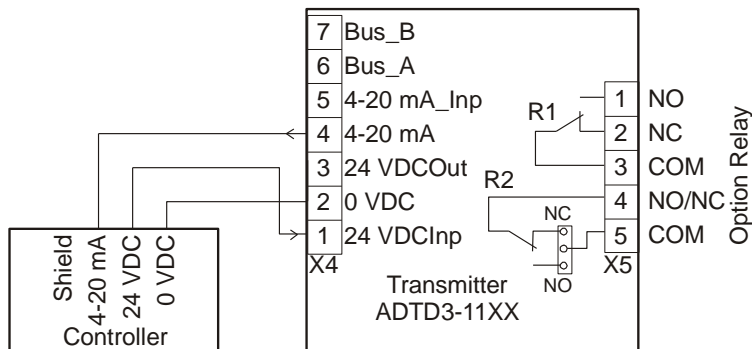 7 Bus_B
6 Bus_A
5 4-20 mA_Inp
4 4-20 mA
3 24 VDCOut
2 0 VDC
1 24 VDCInp
X4
R1
R2
NC
NO
1 NO
2 NC
3 COM
4 NO/NC
5 COM
X5
Option Relay
Transmitter
ADTD3-11XX
Shield
4-20 mA
24 VDC
0 VDC
Controller